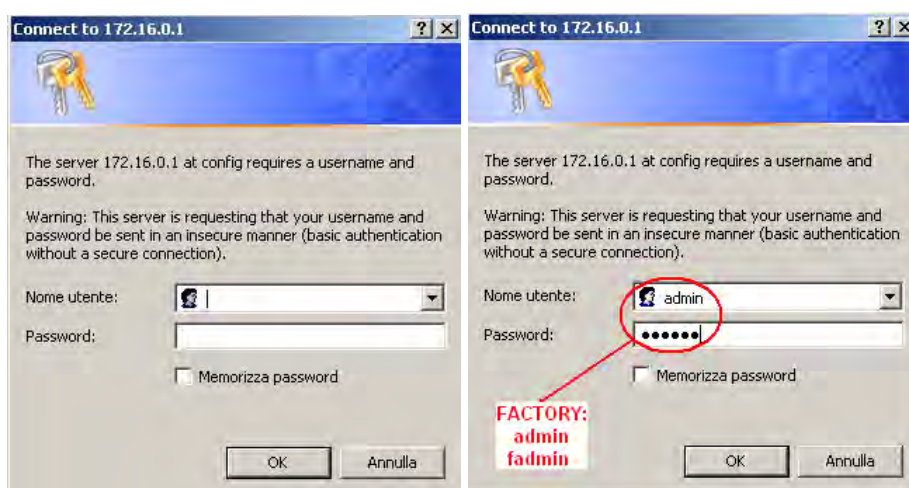 Connect to 172.16.0.1
The server 172.16.0.1 at config requires a username and
password.
Warning: This server is requesting that your username and
password be sent in an insecure manner (basic authentication
without a secure connection).
Nome utente:
Password:
Memorizza password
OK
Annulla
Connect to 172.16.0.1
The server 172.16.0.1 at config requires a username and
password.
Warning: This server is requesting that your username and
password be sent in an insecure manner (basic authentication
without a secure connection).
Nome utente:
admin
Password:
●●●●●●
Memorizza password
FACTORY:
admin
fadmin
OK
Annulla